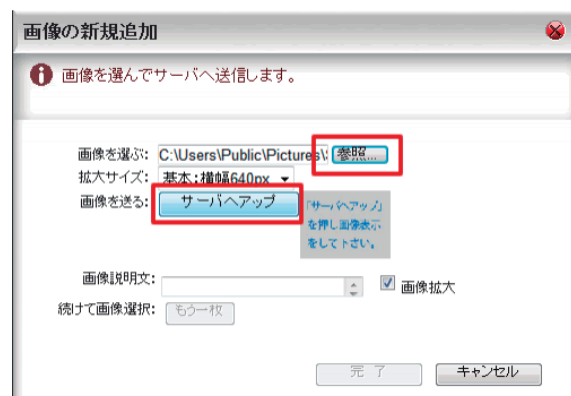 画像の新規追加
画像を選んでサーバへ送信します。
画像を選ぶ: C:\Users\Public\Pictures\ 参照...
拡大サイズ: 基本:横幅640px
画像を送る: サーバへアップ
「サーバへアップ」
を押し画像表示
をして下さい。
画像説明文: 画像拡大
続けて画像選択: もう一枚
完了 キャンセル